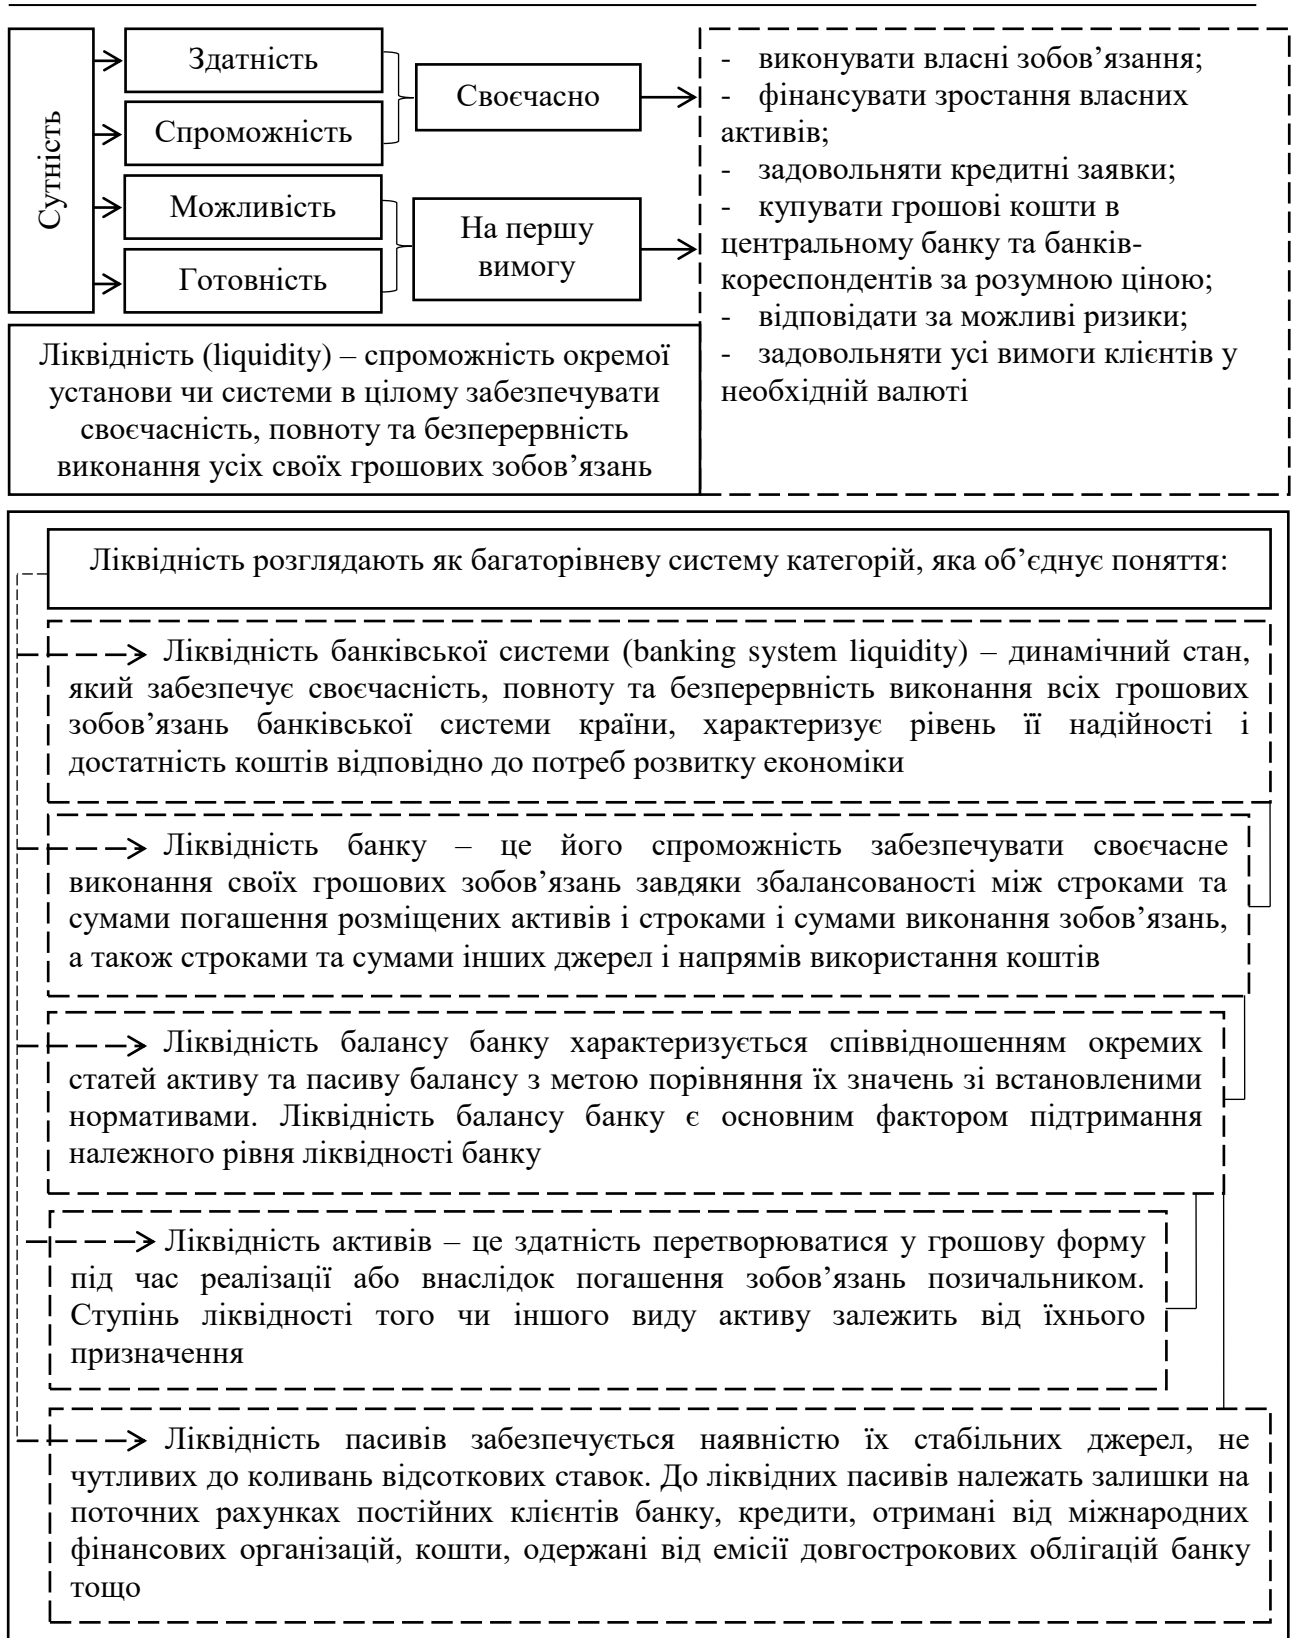 Сутність
Здатність
Спроможність
Можливість
Готовність
Своєчасно
На першу
вимогу
- виконувати власні зобов’язання;
- фінансувати зростання власних
активів;
- задовольняти кредитні заявки;
- купувати грошові кошти в
центральному банку та банків-
кореспондентів за розумною ціною;
- відповідати за можливі ризики;
- задовольняти усі вимоги клієнтів у
необхідній валюті
Ліквідність (liquidity) – спроможність окремої
установи чи системи в цілому забезпечувати
своєчасність, повноту та безперервність
виконання усіх своїх грошових зобов’язань
Ліквідність розглядають як багаторівневу систему категорій, яка об’єднує поняття:
Ліквідність банківської системи (banking system liquidity) – динамічний стан,
який забезпечує своєчасність, повноту та безперервність виконання всіх грошових
зобов’язань банківської системи країни, характеризує рівень її надійності і
достатність коштів відповідно до потреб розвитку економіки
Ліквідність банку – це його спроможність забезпечувати своєчасне
виконання своїх грошових зобов’язань завдяки збалансованості між строками та
сумами погашення розміщених активів і строками і сумами виконання зобов’язань,
а також строками та сумами інших джерел і напрямів використання коштів
Ліквідність балансу банку характеризується співвідношенням окремих
статей активу та пасиву балансу з метою порівняння їх значень зі встановленими
нормативами. Ліквідність балансу банку є основним фактором підтримання
належного рівня ліквідності банку
Ліквідність активів – це здатність перетворюватися у грошову форму
під час реалізації або внаслідок погашення зобов’язань позичальником.
Ступінь ліквідності того чи іншого виду активу залежить від їхнього
призначення
Ліквідність пасивів забезпечується наявністю їх стабільних джерел, не
чутливих до коливань відсоткових ставок. До ліквідних пасивів належать залишки на
поточних рахунках постійних клієнтів банку, кредити, отримані від міжнародних
фінансових організацій, кошти, одержані від емісії довгострокових облігацій банку
тощо